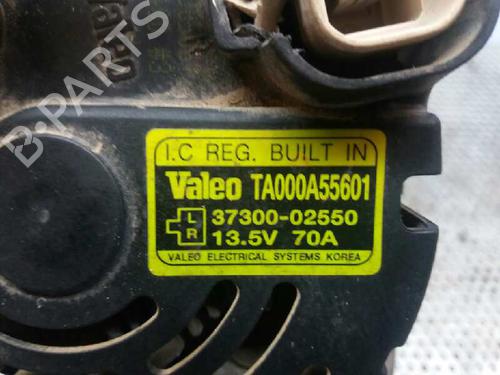 B-PARTS
I.C REG. BUILT IN
Valeo TA000A55601
L
R
37300-02550
13.5V 70A
VALEO ELECTRICAL SYSTEMS KOREA